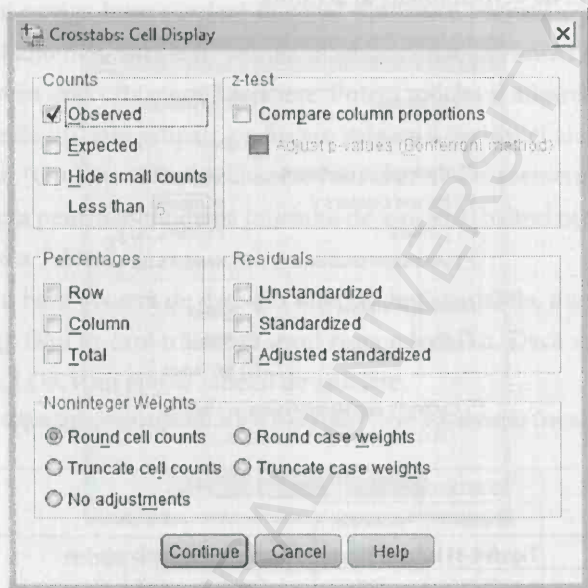 Crosstabs: Cell Display
Counts
Observed
Expected
Hide small counts
Less than 5
z-test
Compare column proportions
Adjust p-values (Bonferroni method)
Percentages
Row
Column
Total
Residuals
Unstandardized
Standardized
Adjusted standardized
Noninteger Weights
Round cell counts
Round case weights
Truncate cell counts
Truncate case weights
No adjustments
Continue
Cancel
Help
UNIVERSITY